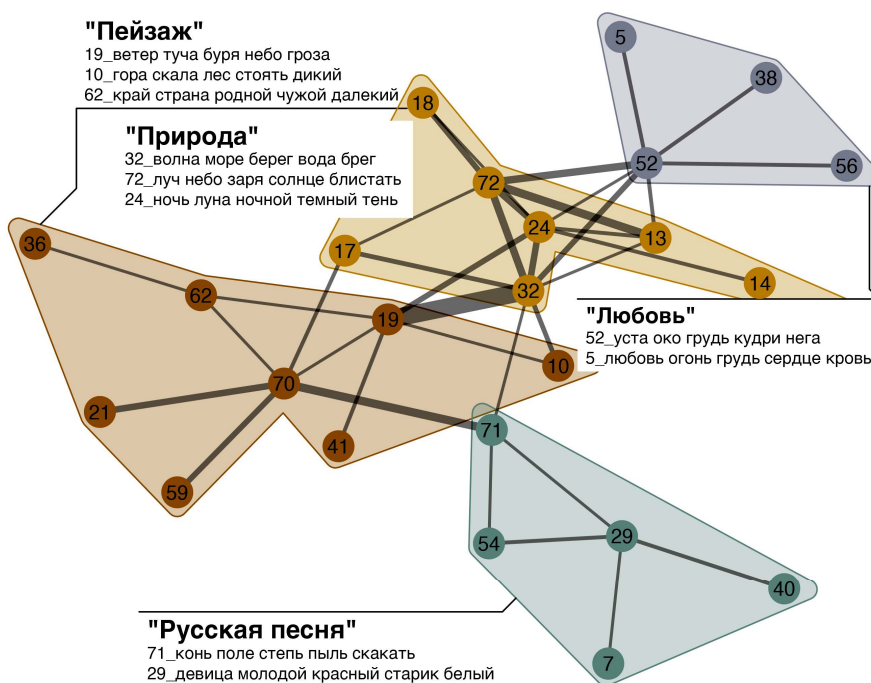 "Пейзаж"
19_ветер туча буря небо гроза
10_гора скала лес стоять дикий
62_край страна родной чужой далекий
"Природа"
32_волна море берег вода брег
72_луч небо заря солнце блистать
24_ночь луна ночной темный тень
5
38
18
52
56
72
24
13
36
17
14
62
32
19
"Любовь"
52_уста око грудь кудри нега
5_любовь огонь грудь сердце кровь
10
70
21
71
41
59
29
54
40
"Русская песня"
71_конь поле степь пыль скакать
29_девица молодой красный старик белый
7